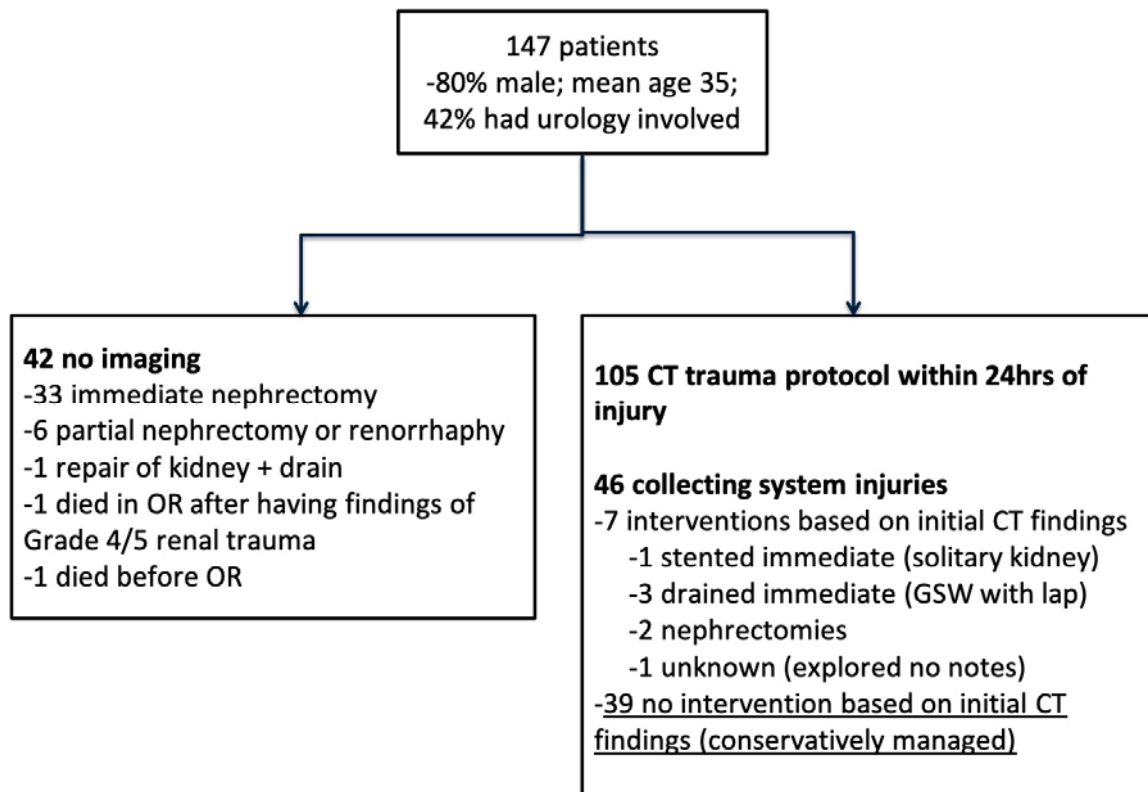 147 patients
-80% male; mean age 35;
42% had urology involved
42 no imaging
-33 immediate nephrectomy
-6 partial nephrectomy or renorrhaphy
-1 repair of kidney + drain
-1 died in OR after having findings of
Grade 4/5 renal trauma
-1 died before OR
105 CT trauma protocol within 24hrs of
injury
46 collecting system injuries
-7 interventions based on initial CT findings
-1 stented immediate (solitary kidney)
-3 drained immediate (GSW with lap)
-2 nephrectomies
-1 unknown (explored no notes)
-39 no intervention based on initial CT
findings (conservatively managed)